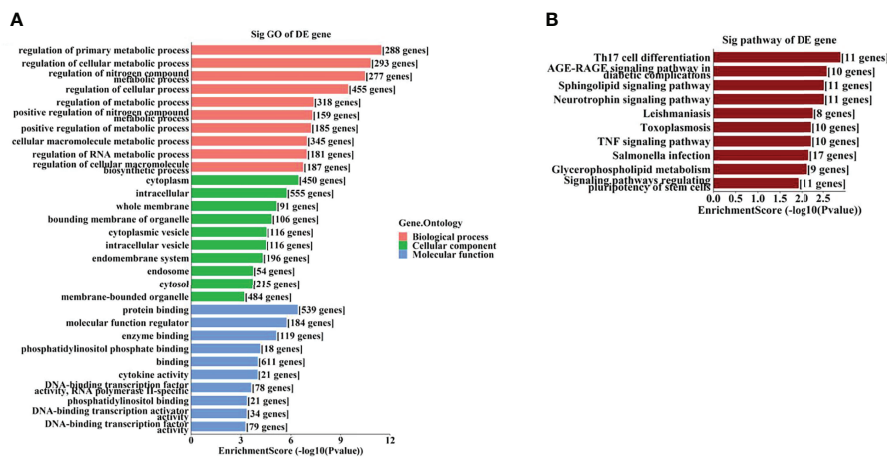 A
Sig GO of DE gene
regulation of primary metabolic process [288 genes]
regulation of cellular metabolic process [293 genes]
regulation of nitrogen compound
metabolic process [277 genes]
regulation of cellular process [455 genes]
regulation of metabolic process [318 genes]
positive regulation of nitrogen compound
metabolic process [159 genes]
positive regulation of metabolic process [185 genes]
cellular macromolecule metabolic process [345 genes]
regulation of RNA metabolic process [181 genes]
regulation of cellular macromolecule
biosynthetic process [187 genes]
cytoplasm [450 genes]
intracellular [555 genes]
whole membrane [91 genes]
bounding membrane of organelle [106 genes]
cytoplasmic vesicle [116 genes]
intracellular vesicle [116 genes]
endomembrane system [196 genes]
endosome [54 genes]
cytosol [215 genes]
membrane-bounded organelle [484 genes]
protein binding [539 genes]
molecular function regulator [184 genes]
enzyme binding [119 genes]
phosphatidylinositol phosphate binding [18 genes]
binding [611 genes]
cytokine activity [21 genes]
DNA-binding transcription factor
activity, RNA polymerase II-specific [78 genes]
phosphatidylinositol binding [21 genes]
DNA-binding transcription activator
activity [34 genes]
DNA-binding transcription factor
activity [79 genes]
0 3 6 9 12
EnrichmentScore (-log10(Pvalue))
Gene.Ontology
Biological process
Cellular component
Molecular function
B
Sig pathway of DE gene
Th17 cell differentiation [11 genes]
AGE-RAGE signaling pathway in
diabetic complications [10 genes]
Sphingolipid signaling pathway [11 genes]
Neurotrophin signaling pathway [11 genes]
Leishmaniasis [8 genes]
Toxoplasmosis [10 genes]
TNF signaling pathway [10 genes]
Salmonella infection [17 genes]
Glycerophospholipid metabolism [9 genes]
Signaling pathways regulating
pluripotency of stem cells [11 genes]
0.0 0.5 1.0 1.5 2.0 2.5
EnrichmentScore (-log10(Pvalue))